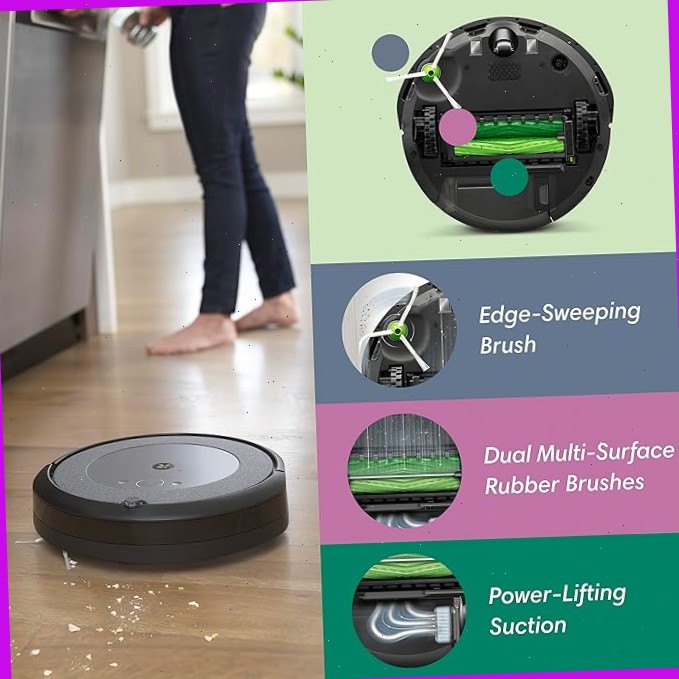 Edge-Sweeping
Brush
Dual Multi-Surface
Rubber Brushes
Power-Lifting
Suction